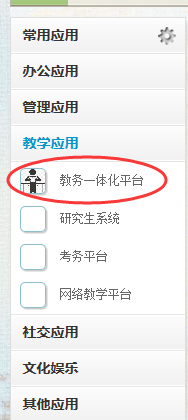 常用应用
办公应用
管理应用
教学应用
教务一体化平台
研究生系统
考务平台
网络教学平台
社交应用
文化娱乐
其他应用